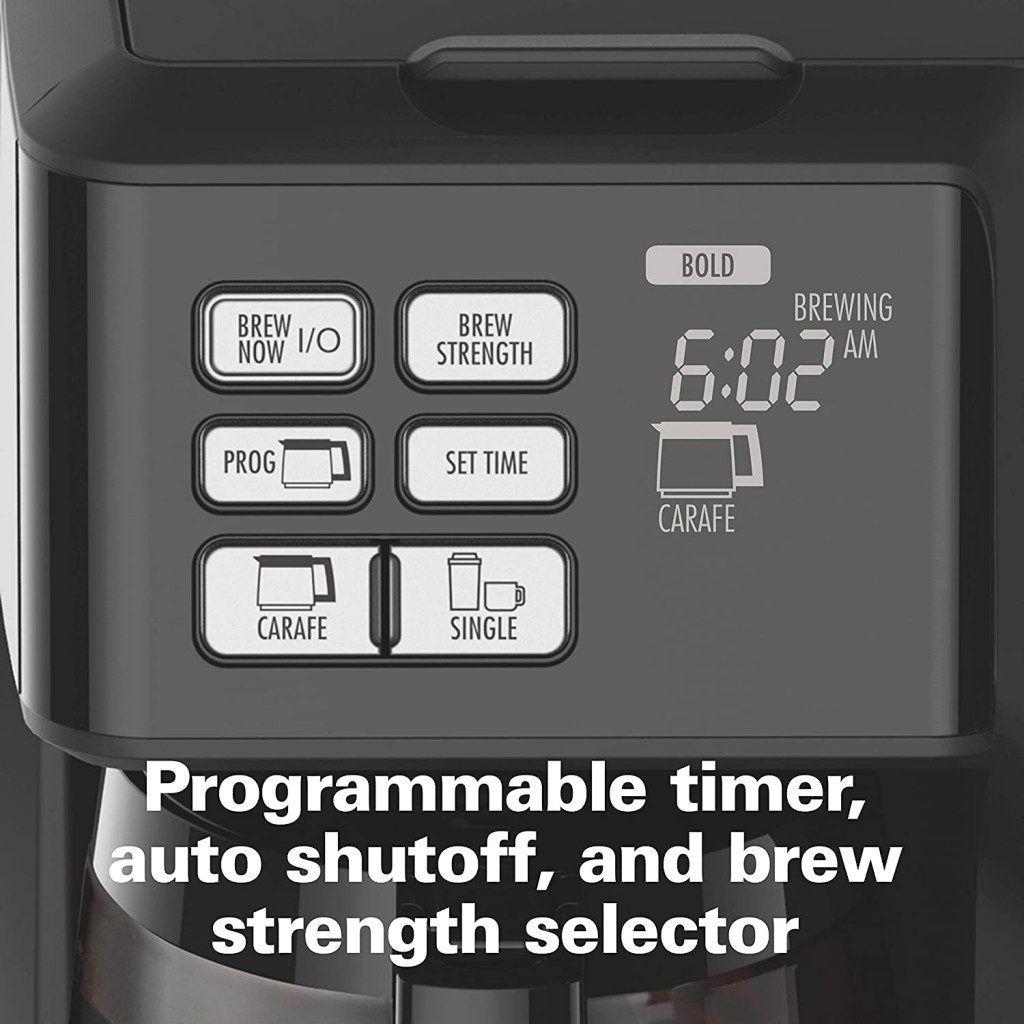 BOLD
BREWING
6:02 AM
BREW
NOW I/O
BREW
STRENGTH
PROG
SET TIME
CARAFE
CARAFE
SINGLE
Programmable timer,
auto shutoff, and brew
strength selector